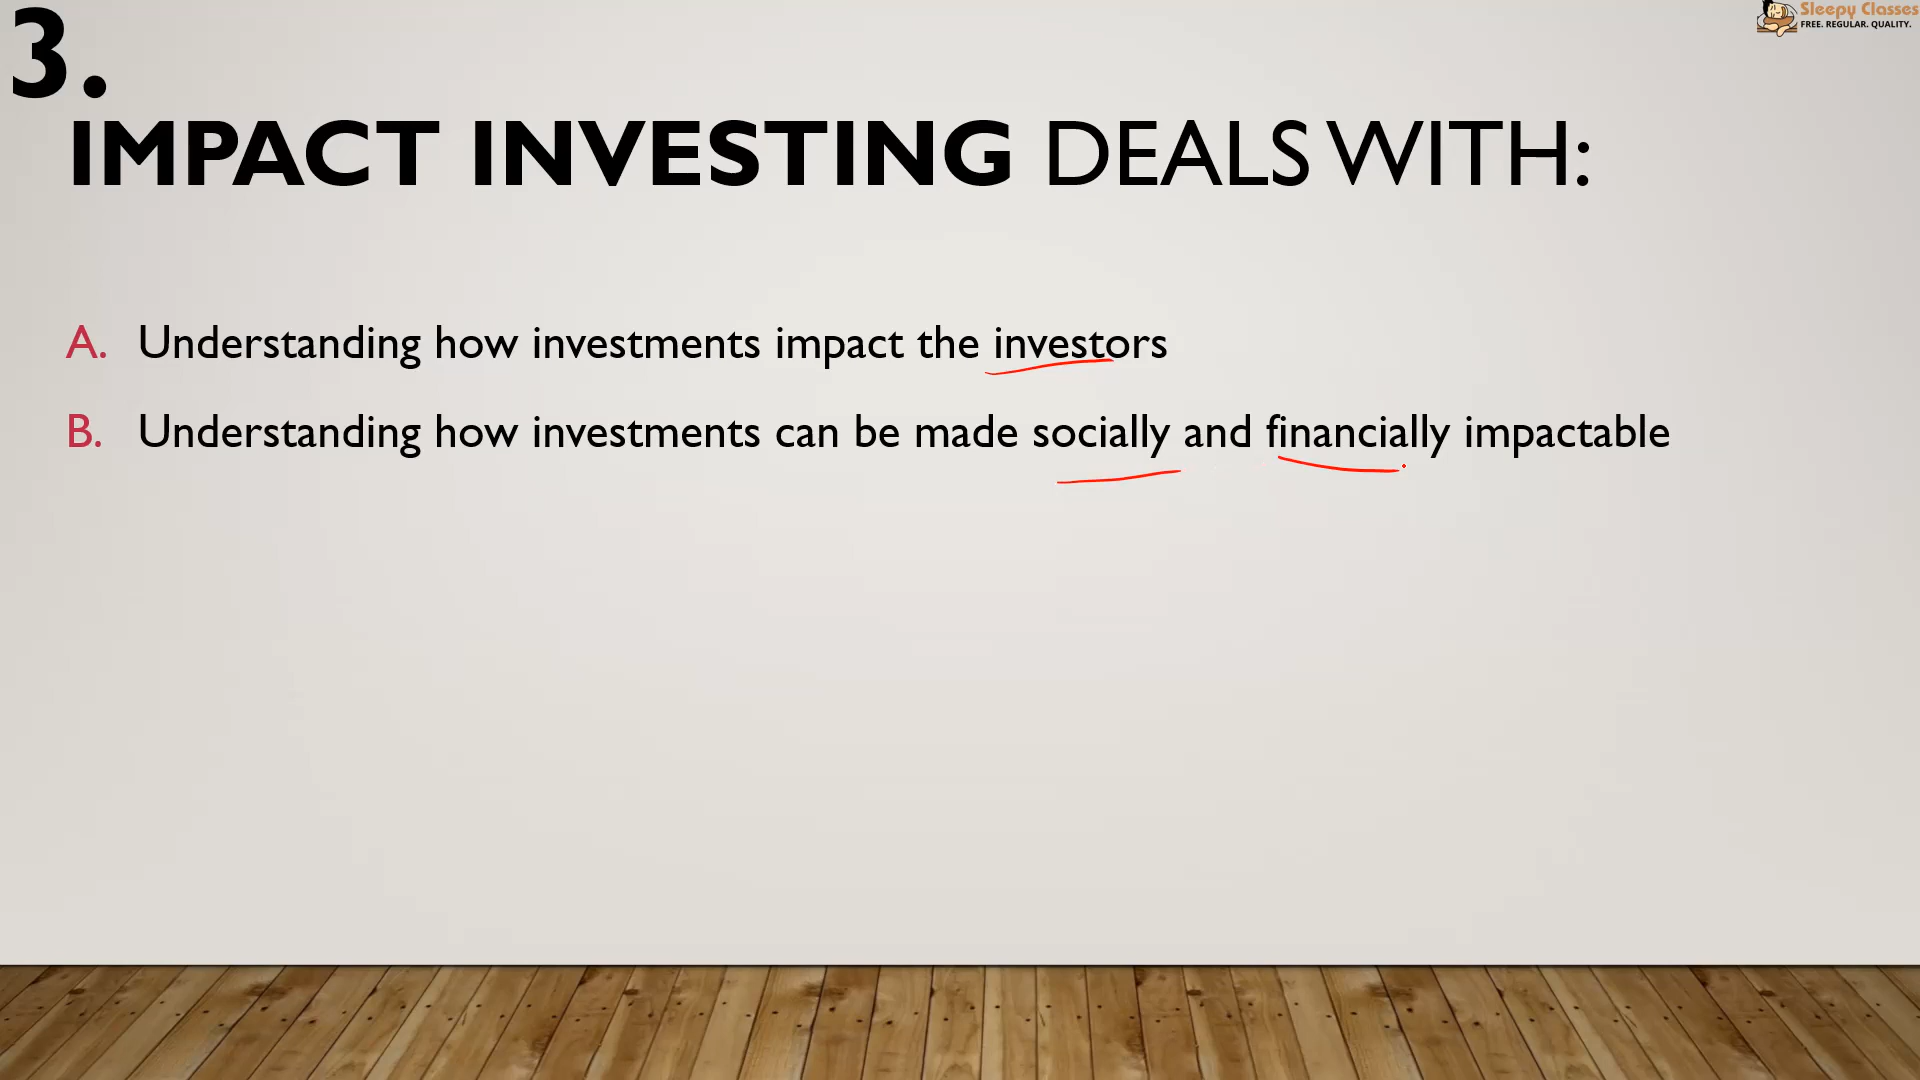 3.
Sleepy Classes
FREE. REGULAR. QUALITY.
IMPACT INVESTING DEALS WITH:
A. Understanding how investments impact the investors
B. Understanding how investments can be made socially and financially impactable